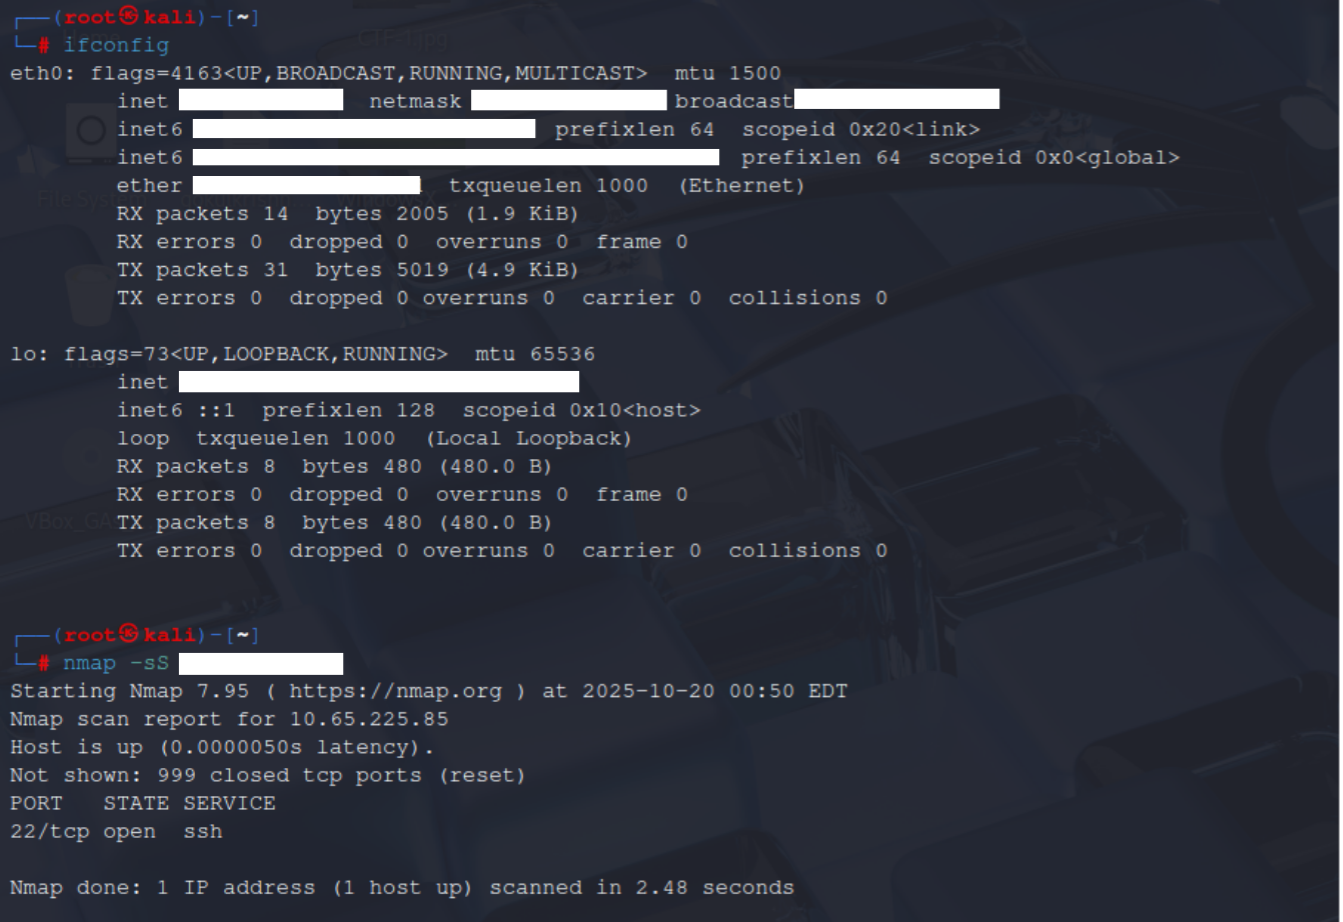 (root㉿kali)-[~]
# ifconfig
eth0: flags=4163<UP,BROADCAST,RUNNING,MULTICAST>  mtu 1500
inet  netmask  broadcast
inet6  prefixlen 64  scopeid 0x20<link>
inet6  prefixlen 64  scopeid 0x0<global>
ether  txqueuelen 1000  (Ethernet)
RX packets 14  bytes 2005 (1.9 KiB)
RX errors 0  dropped 0  overruns 0  frame 0
TX packets 31  bytes 5019 (4.9 KiB)
TX errors 0  dropped 0 overruns 0  carrier 0  collisions 0
lo: flags=73<UP,LOOPBACK,RUNNING>  mtu 65536
inet
inet6 ::1  prefixlen 128  scopeid 0x10<host>
loop  txqueuelen 1000  (Local Loopback)
RX packets 8  bytes 480 (480.0 B)
RX errors 0  dropped 0  overruns 0  frame 0
TX packets 8  bytes 480 (480.0 B)
TX errors 0  dropped 0 overruns 0  carrier 0  collisions 0
(root㉿kali)-[~]
# nmap -sS
Starting Nmap 7.95 ( https://nmap.org ) at 2025-10-20 00:50 EDT
Nmap scan report for 10.65.225.85
Host is up (0.0000050s latency).
Not shown: 999 closed tcp ports (reset)
PORT   STATE SERVICE
22/tcp open  ssh
Nmap done: 1 IP address (1 host up) scanned in 2.48 seconds